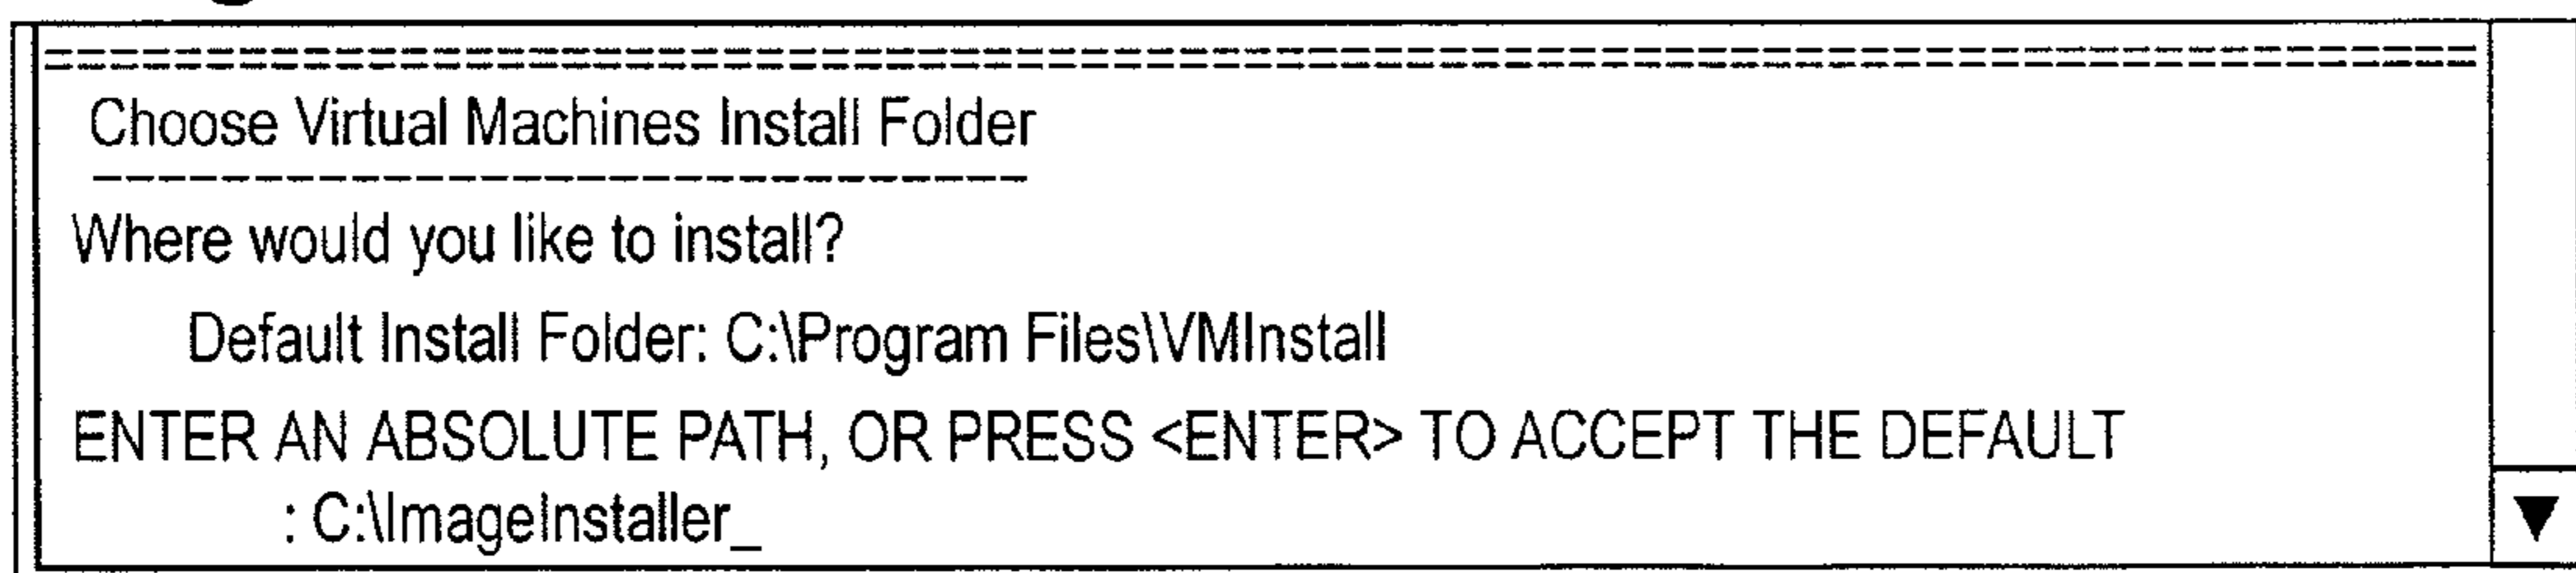 Choose Virtual Machines Install Folder
Where would you like to install?
Default Install Folder: C:\Program Files\VMInstall
ENTER AN ABSOLUTE PATH, OR PRESS <ENTER> TO ACCEPT THE DEFAULT
: C:\ImageInstaller_